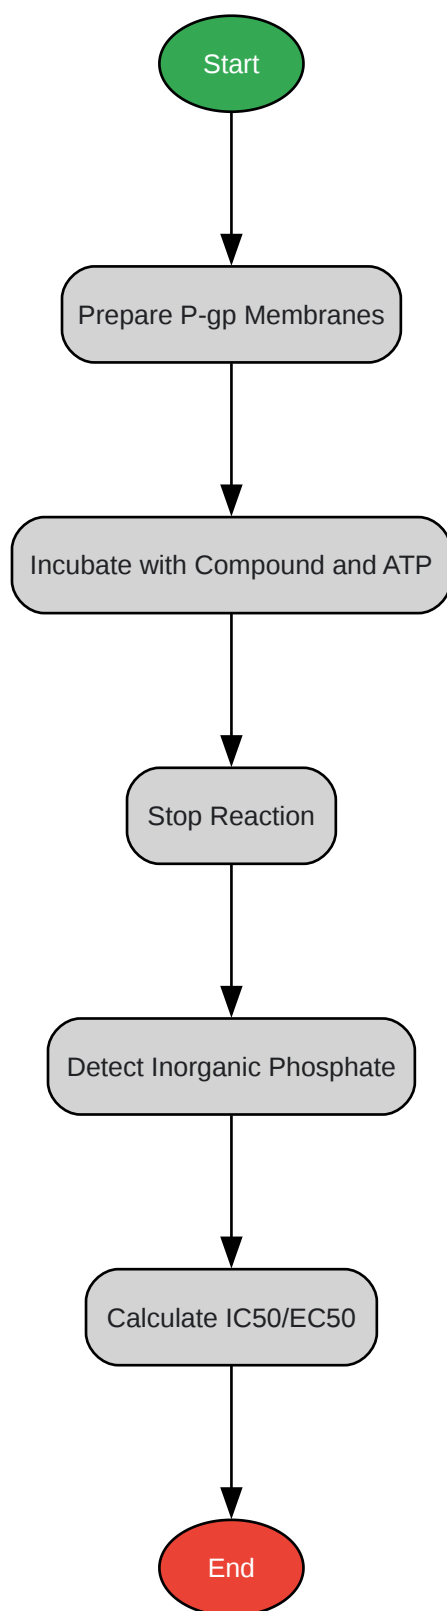 Start
Prepare P-gp Membranes
Incubate with Compound and ATP
Stop Reaction
Detect Inorganic Phosphate
Calculate IC50/EC50
End